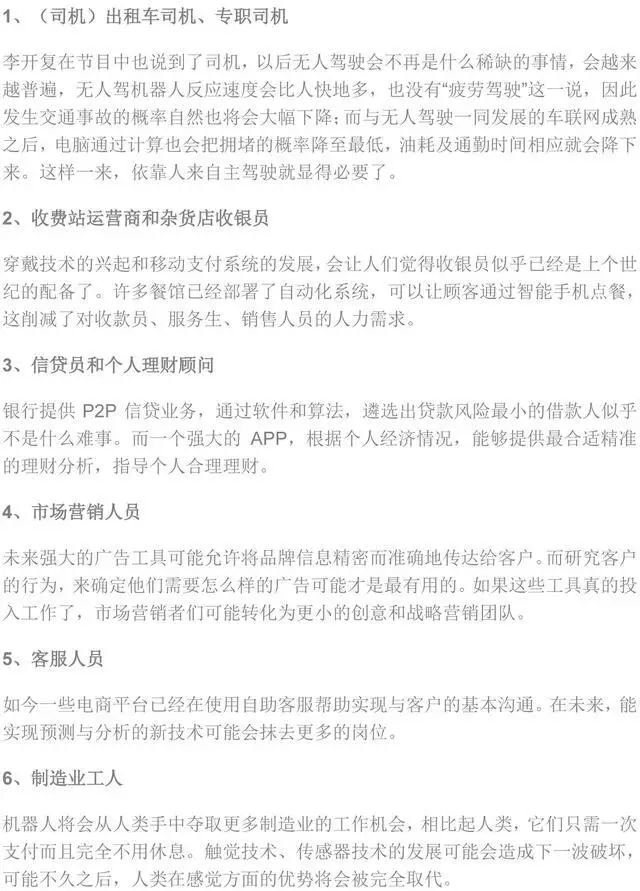 1、（司机）出租车司机、专职司机
李开复在节目中也说到了司机，以后无人驾驶会不再是什么稀缺的事情，会越来
越普遍，无人驾机器人反应速度会比人快地多，也没有“疲劳驾驶”这一说，因此
发生交通事故的概率自然也将会大幅下降；而与无人驾驶一同发展的车联网成熟
之后，电脑通过计算也会把拥堵的概率降至最低，油耗及通勤时间相应就会降下
来。这样一来，依靠人来自主驾驶就显得必要了。
2、收费站运营商和杂货店收银员
穿戴技术的兴起和移动支付系统的发展，会让人们觉得收银员似乎已经是上个世
纪的配备了。许多餐馆已经部署了自动化系统，可以让顾客通过智能手机点餐，
这削减了对收款员、服务生、销售人员的人力需求。
3、信贷员和个人理财顾问
银行提供 P2P 信贷业务，通过软件和算法，遴选出贷款风险最小的借款人似乎
不是什么难事。而一个强大的 APP，根据个人经济情况，能够提供最合适精准
的理财分析，指导个人合理理财。
4、市场营销人员
未来强大的广告工具可能允许将品牌信息精密而准确地传达给客户。而研究客户
的行为，来确定他们需要怎么样的广告可能才是最有用的。如果这些工具真的投
入工作了，市场营销者们可能转化为更小的创意和战略营销团队。
5、客服人员
如今一些电商平台已经在使用自助客服帮助实现与客户的基本沟通。在未来，能
实现预测与分析的新技术可能会抹去更多的岗位。
6、制造业工人
机器人将会从人类手中夺取更多制造业的工作机会，相比起人类，它们只需一次
支付而且完全不用休息。触觉技术、传感器技术的发展可能会造成下一波破坏，
可能不久之后，人类在感觉方面的优势将会被完全取代。